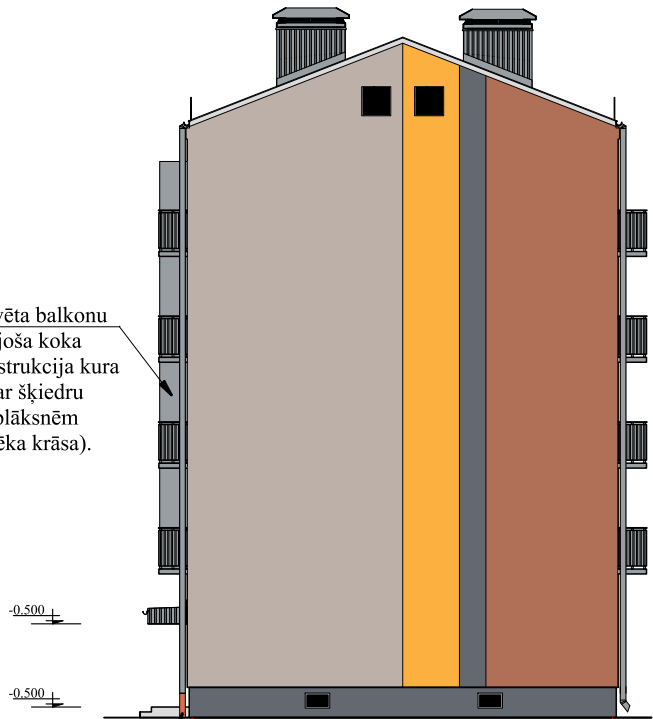 vēta balkonu
joša koka
strukcija kura
ar šķiedru
plāksnēm
ēka krāsa).
-0.500
-0.500